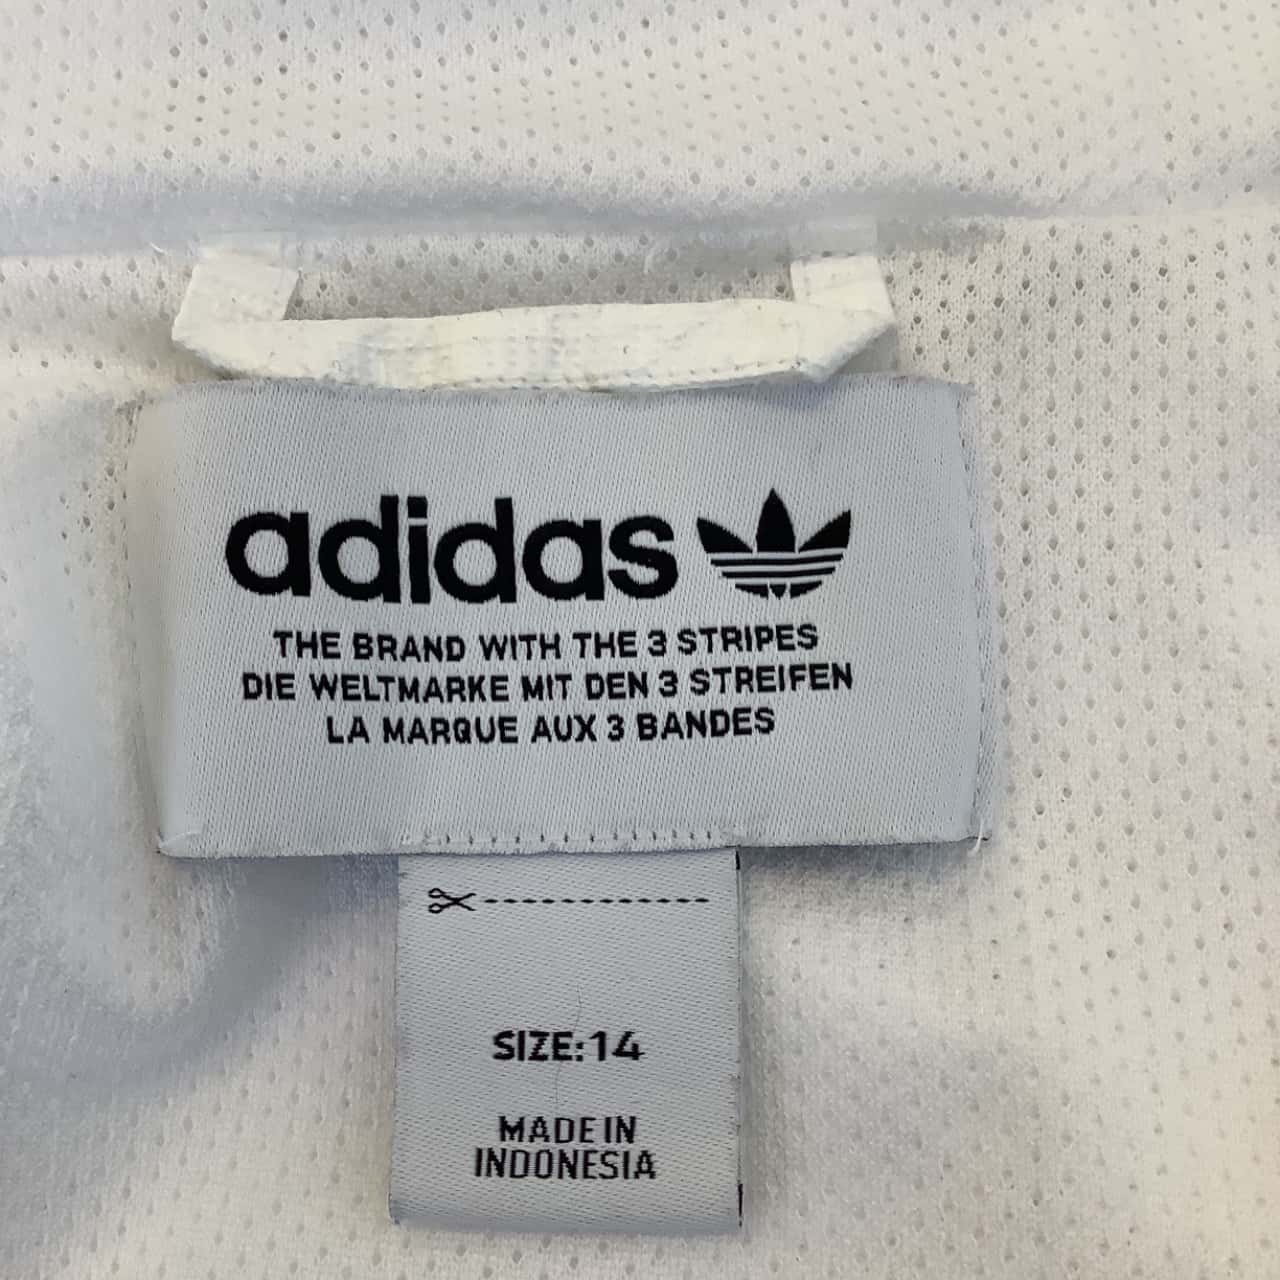 adidas
THE BRAND WITH THE 3 STRIPES
DIE WELTMARKE MIT DEN 3 STREIFEN
LA MARQUE AUX 3 BANDES
SIZE: 14
MADE IN
INDONESIA